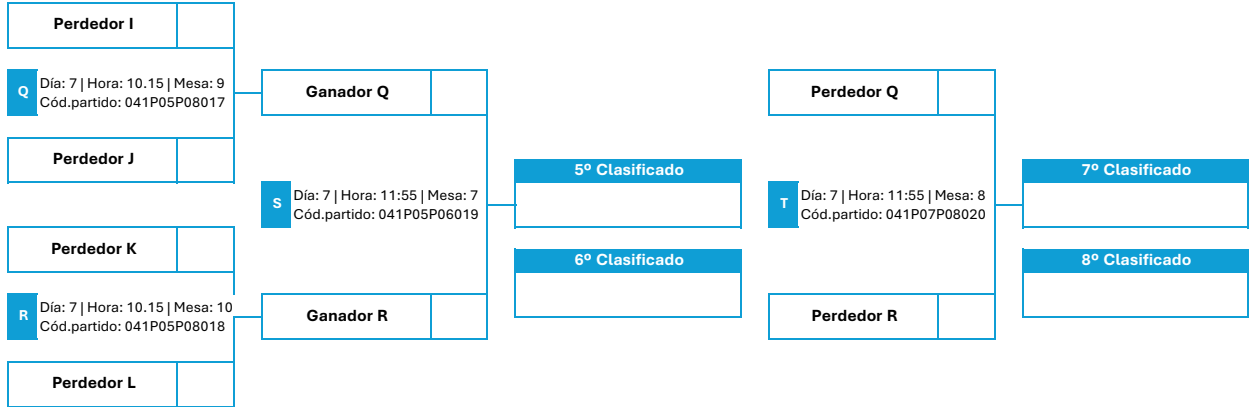 Perdedor I
Q
Día: 7 | Hora: 10.15 | Mesa: 9
Cód.partido: 041P05P08017
Perdedor J
Perdedor K
R
Día: 7 | Hora: 10.15 | Mesa: 10
Cód.partido: 041P05P08018
Perdedor L
Ganador Q
S
Día: 7 | Hora: 11:55 | Mesa: 7
Cód.partido: 041P05P06019
Ganador R
5º Clasificado
6º Clasificado
Perdedor Q
T
Día: 7 | Hora: 11:55 | Mesa: 8
Cód.partido: 041P07P08020
Perdedor R
7º Clasificado
8º Clasificado